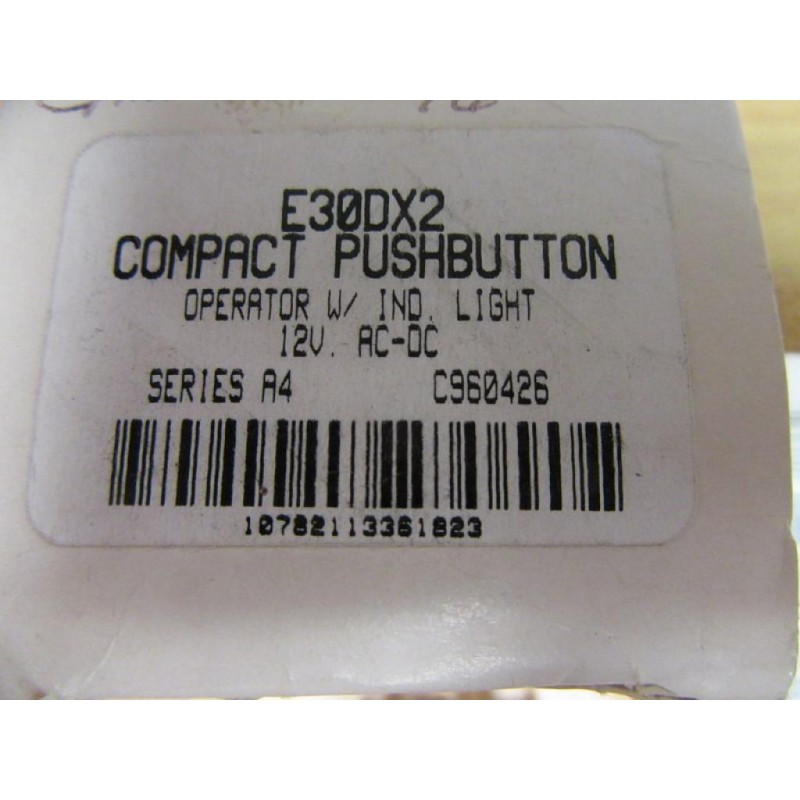 E30DX2
COMPACT PUSHBUTTON
OPERATOR W/ IND. LIGHT
12V. AC-DC
SERIES A4 C960426
10782113361823